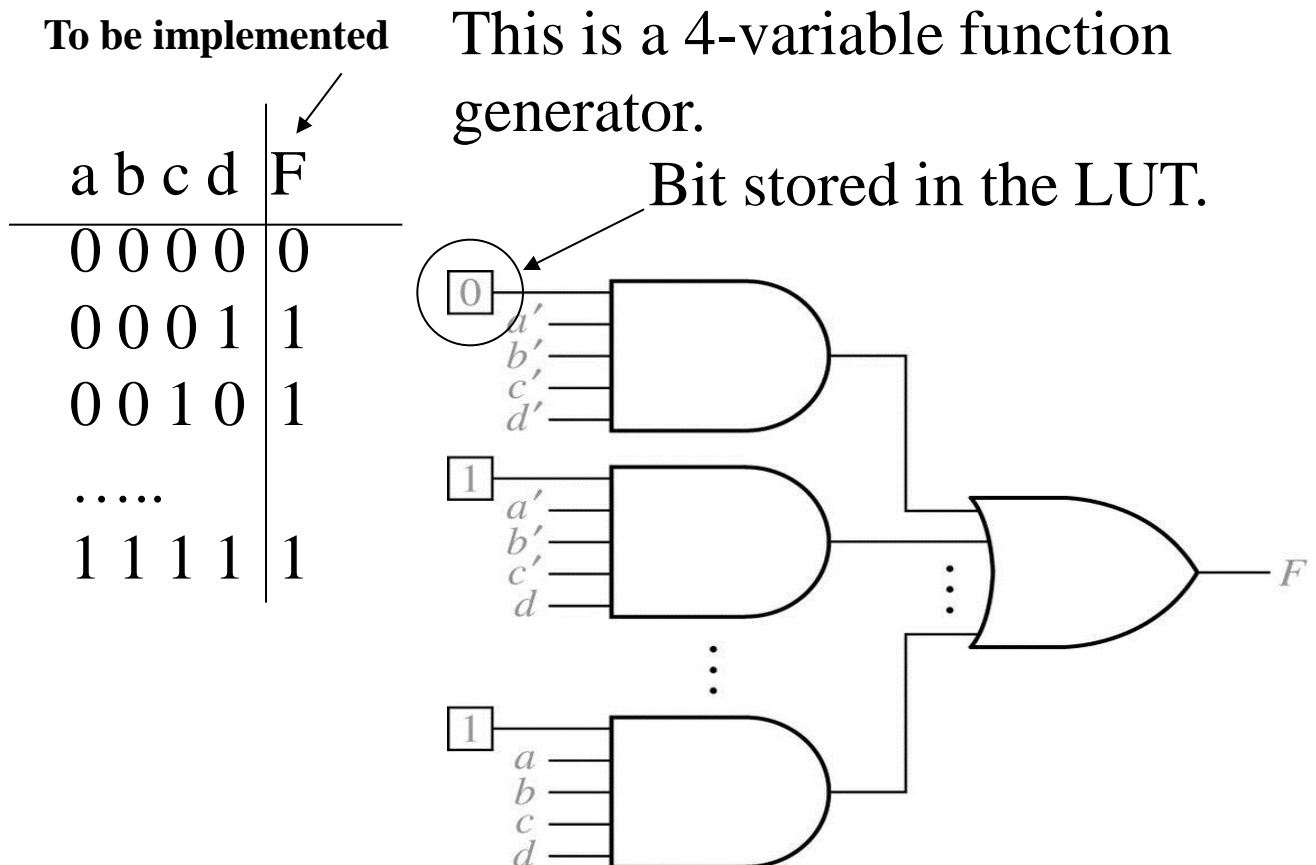 To be implemented
This is a 4-variable function
generator.
a b c d F
Bit stored in the LUT.
0 0 0 0 0
0 0 0 1 1
0 0 1 0 1
.....
1 1 1 1 1
0
a'
b'
c'
d'
1
a'
b'
c'
d
1
a
b
c
d
F